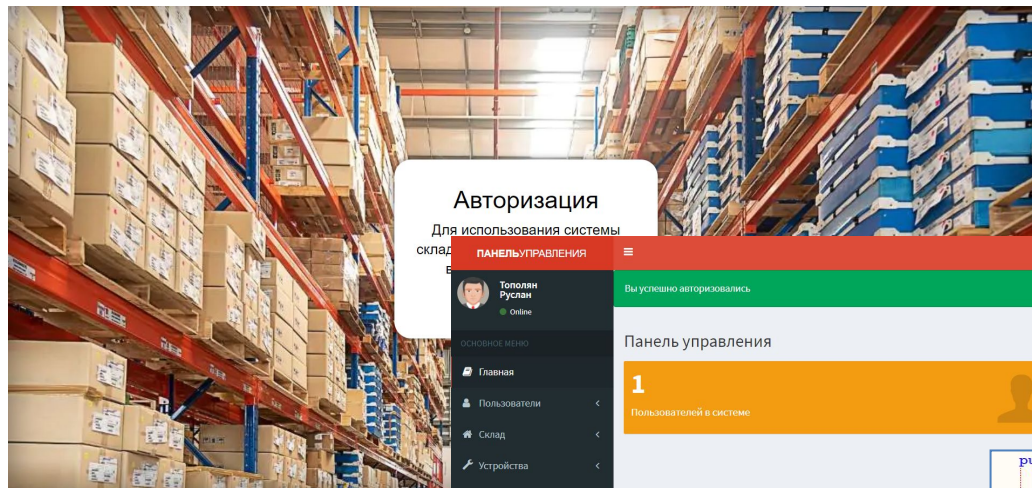 Авторизация
Для использования системы
склад
ПАНЕЛЬУПРАВЛЕНИЯ
Тополян
Руслан
Online
Вы успешно авторизовались
ОСНОВНОЕ МЕНЮ
Панель управления
Главная
1
Пользователей в системе
Пользователи
Склад
Устройства
pu